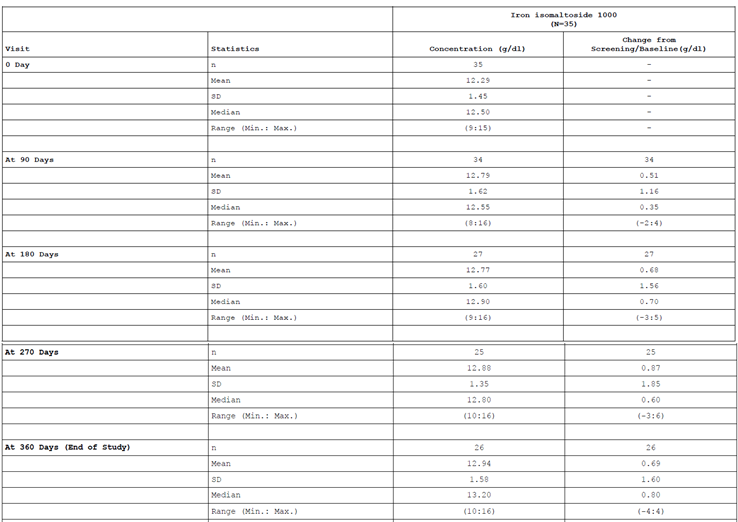 Iron isomaltoside 1000
(N=35)
Visit Statistics Concentration (g/dl) Change from
Screening/Baseline(g/dl)
0 Day n 35 -
Mean 12.29 -
SD 1.45 -
Median 12.50 -
Range (Min.: Max.) (9:15) -
At 90 Days n 34 34
Mean 12.79 0.51
SD 1.62 1.16
Median 12.55 0.35
Range (Min.: Max.) (8:16) (-2:4)
At 180 Days n 27 27
Mean 12.77 0.68
SD 1.60 1.56
Median 12.90 0.70
Range (Min.: Max.) (9:16) (-3:5)
At 270 Days n 25 25
Mean 12.88 0.87
SD 1.35 1.85
Median 12.80 0.60
Range (Min.: Max.) (10:16) (-3:6)
At 360 Days (End of Study) n 26 26
Mean 12.94 0.69
SD 1.58 1.60
Median 13.20 0.80
Range (Min.: Max.) (10:16) (-4:4)